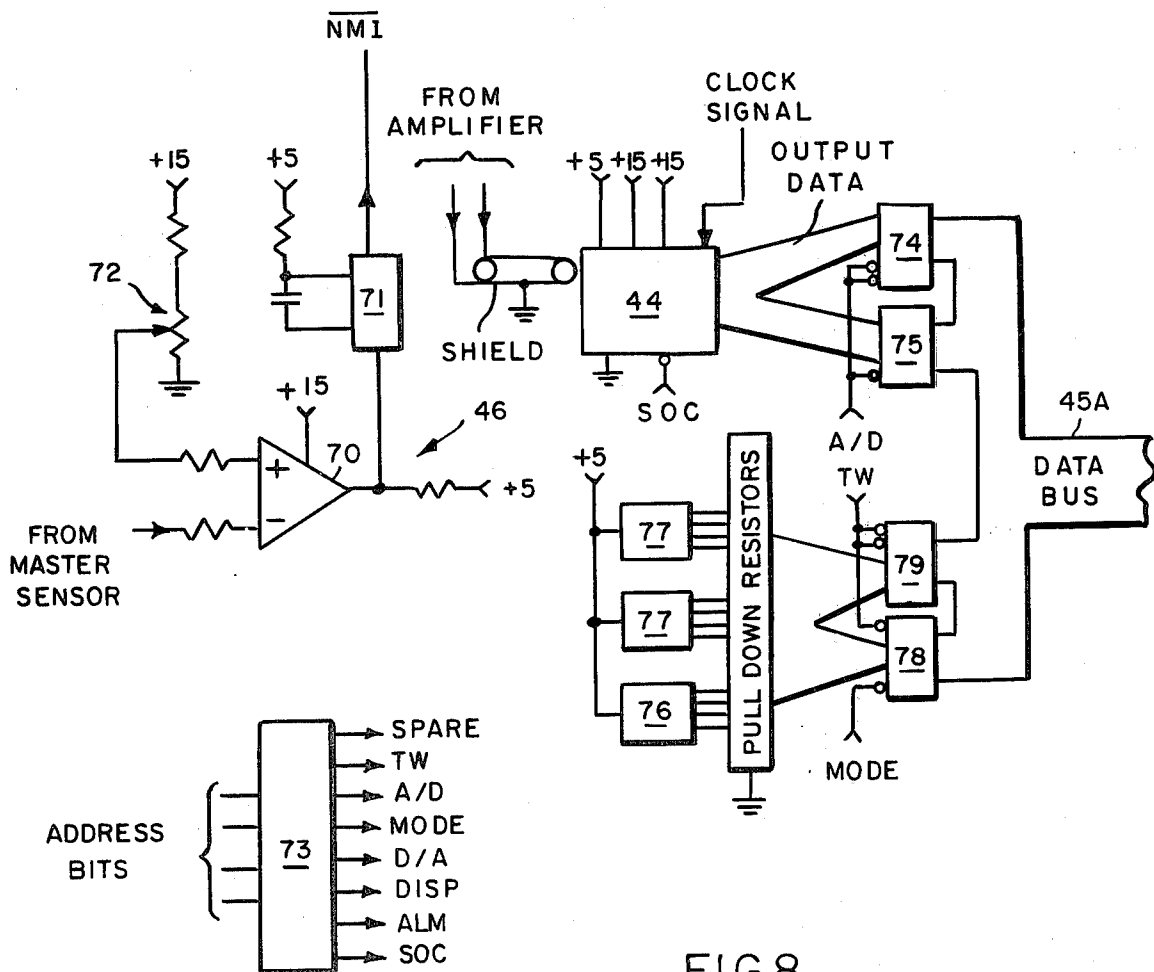 NMI
FROM
AMPLIFIER
CLOCK
SIGNAL
+15
+5
+5
+15
+15
OUTPUT
DATA
72
71
74
44
75
SHIELD
SOC
A/D
TW
45A
DATA
BUS
+15
70
46
+5
+
-
FROM
MASTER
SENSOR
+5
77
77
76
PULL DOWN RESISTORS
79
78
MODE
ADDRESS
BITS
73
SPARE
TW
A/D
MODE
D/A
DISP
ALM
SOC
FIG.8